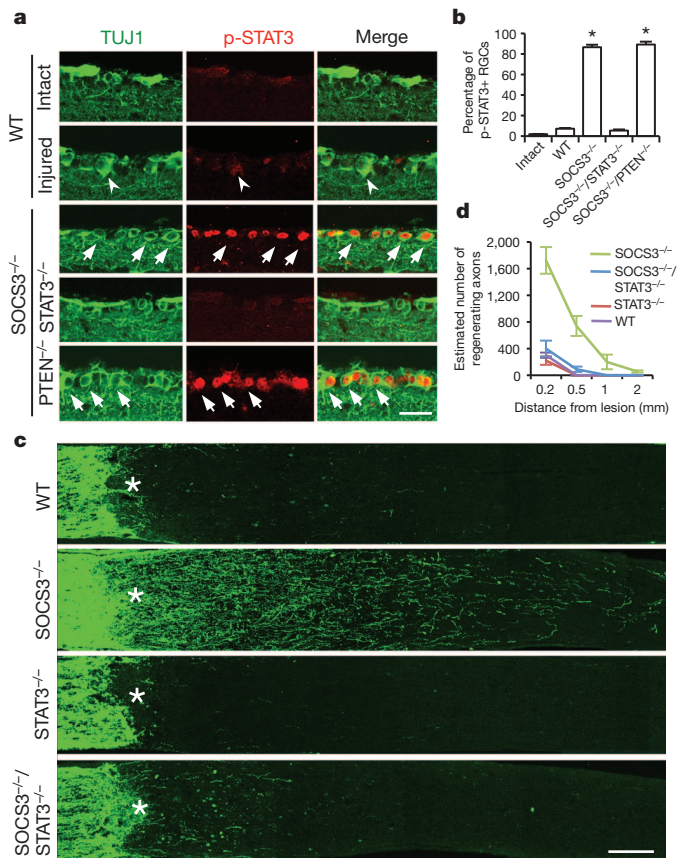 a
TUJ1 p-STAT3 Merge
WT
Intact
Injured
SOCS3⁻/⁻
STAT3⁻/⁻
PTEN⁻/⁻
b
Percentage of
p-STAT3+ RGCs
100
80
60
40
20
0
* *
Intact
WT
SOCS3⁻/⁻
SOCS3⁻/⁻/STAT3⁻/⁻
SOCS3⁻/⁻/PTEN⁻/⁻
d
Estimated number of
regenerating axons
2,000
1,600
1,200
800
400
0
0.2 0.5 1 2
Distance from lesion (mm)
SOCS3⁻/⁻
SOCS3⁻/⁻/
STAT3⁻/⁻
STAT3⁻/⁻
WT
c
WT
*
SOCS3⁻/⁻
*
STAT3⁻/⁻
*
SOCS3⁻/⁻/
STAT3⁻/⁻
*